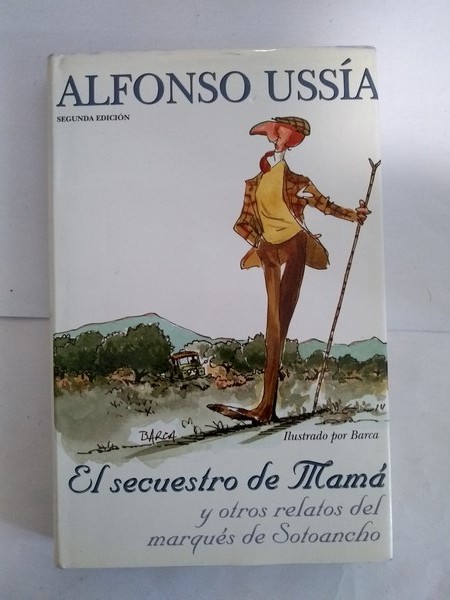 ALFONSO USSÍA
SEGUNDA EDICIÓN
BARCA
Ilustrado por Barca
El secuestro de Mamá
y otros relatos del
marqués de Sotoancho